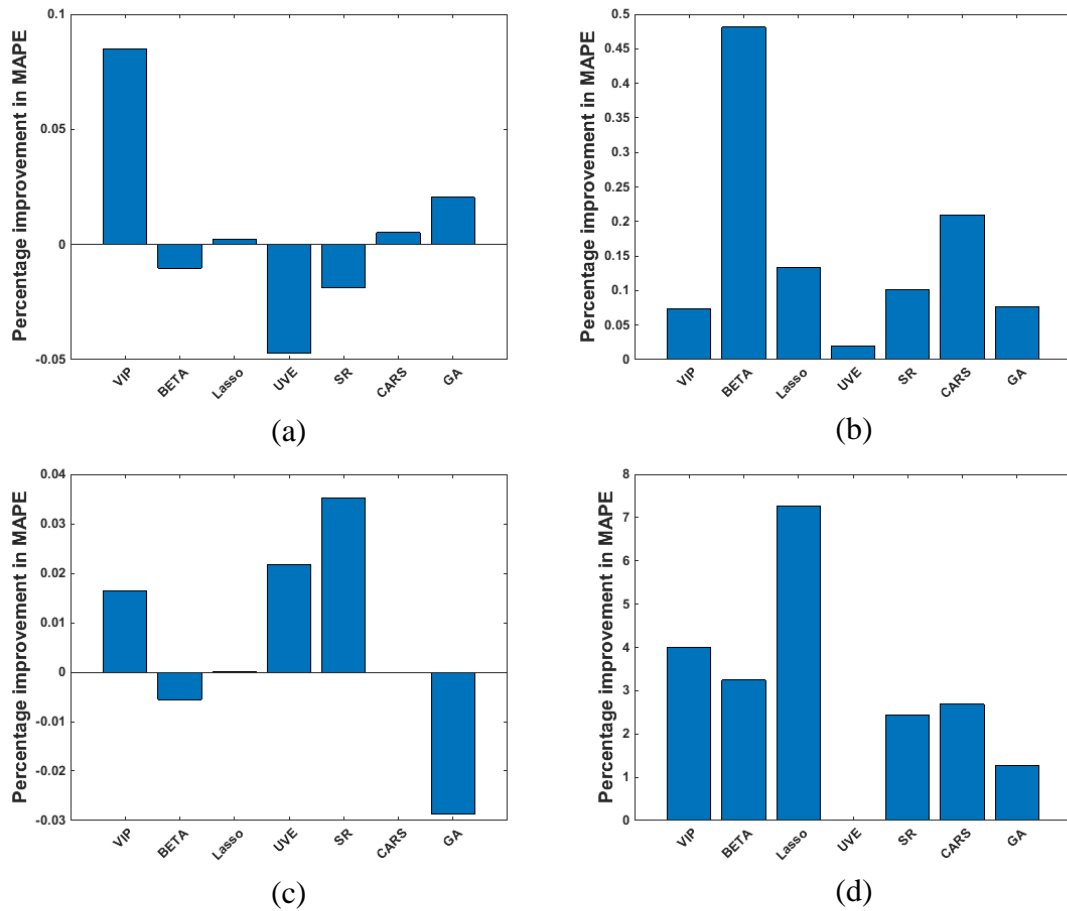 Percentage improvement in MAPE
0.1
0.05
0
-0.05
VIP
BETA
Lasso
UVE
SR
CARS
GA
(a)
Percentage improvement in MAPE
0.5
0.45
0.4
0.35
0.3
0.25
0.2
0.15
0.1
0.05
0
VIP
BETA
Lasso
UVE
SR
CARS
GA
(b)
Percentage improvement in MAPE
0.04
0.03
0.02
0.01
0
-0.01
-0.02
-0.03
VIP
BETA
Lasso
UVE
SR
CARS
GA
(c)
Percentage improvement in MAPE
8
7
6
5
4
3
2
1
0
VIP
BETA
Lasso
UVE
SR
CARS
GA
(d)